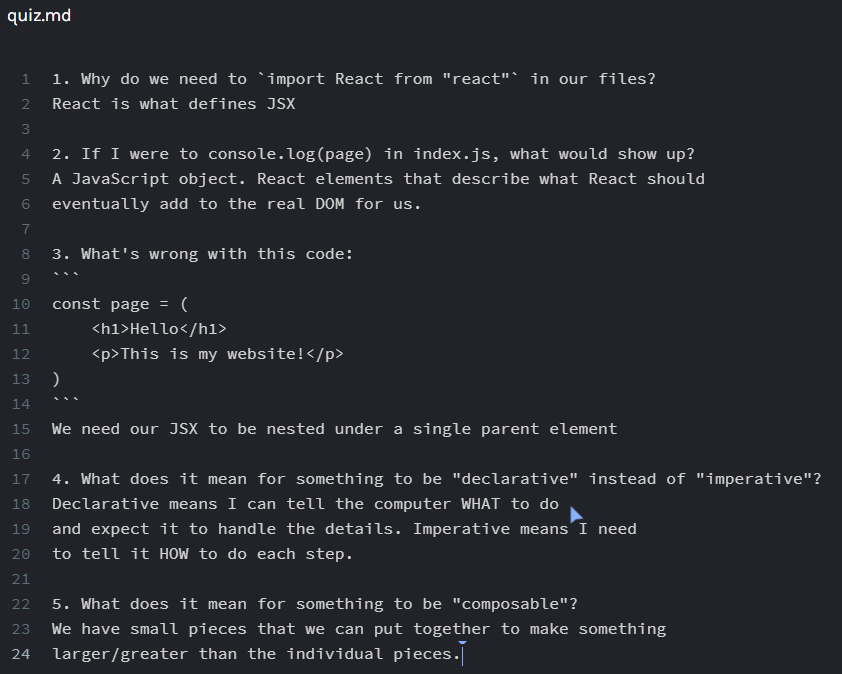 quiz.md
1 1. Why do we need to `import React from "react"` in our files?
2 React is what defines JSX
3
4 2. If I were to console.log(page) in index.js, what would show up?
5 A JavaScript object. React elements that describe what React should
6 eventually add to the real DOM for us.
7
8 3. What's wrong with this code:
9 ```
10 const page = (
11     <h1>Hello</h1>
12     <p>This is my website!</p>
13 )
14 ```
15 We need our JSX to be nested under a single parent element
16
17 4. What does it mean for something to be "declarative" instead of "imperative"?
18 Declarative means I can tell the computer WHAT to do
19 and expect it to handle the details. Imperative means I need
20 to tell it HOW to do each step.
21
22 5. What does it mean for something to be "composable"?
23 We have small pieces that we can put together to make something
24 larger/greater than the individual pieces.